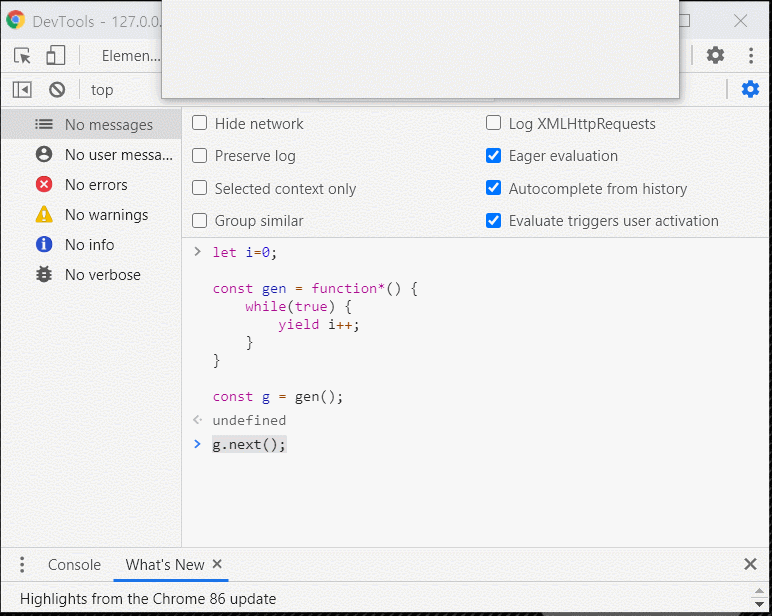 DevTools - 127.0.0.
Elemen...
top
No messages
No user messa...
No errors
No warnings
No info
No verbose
Hide network
Log XMLHttpRequests
Preserve log
Eager evaluation
Selected context only
Autocomplete from history
Group similar
Evaluate triggers user activation
> let i=0;
const gen = function*() {
while(true) {
yield i++;
}
}
const g = gen();
undefined
> g.next();
Console
What's New
Highlights from the Chrome 86 update